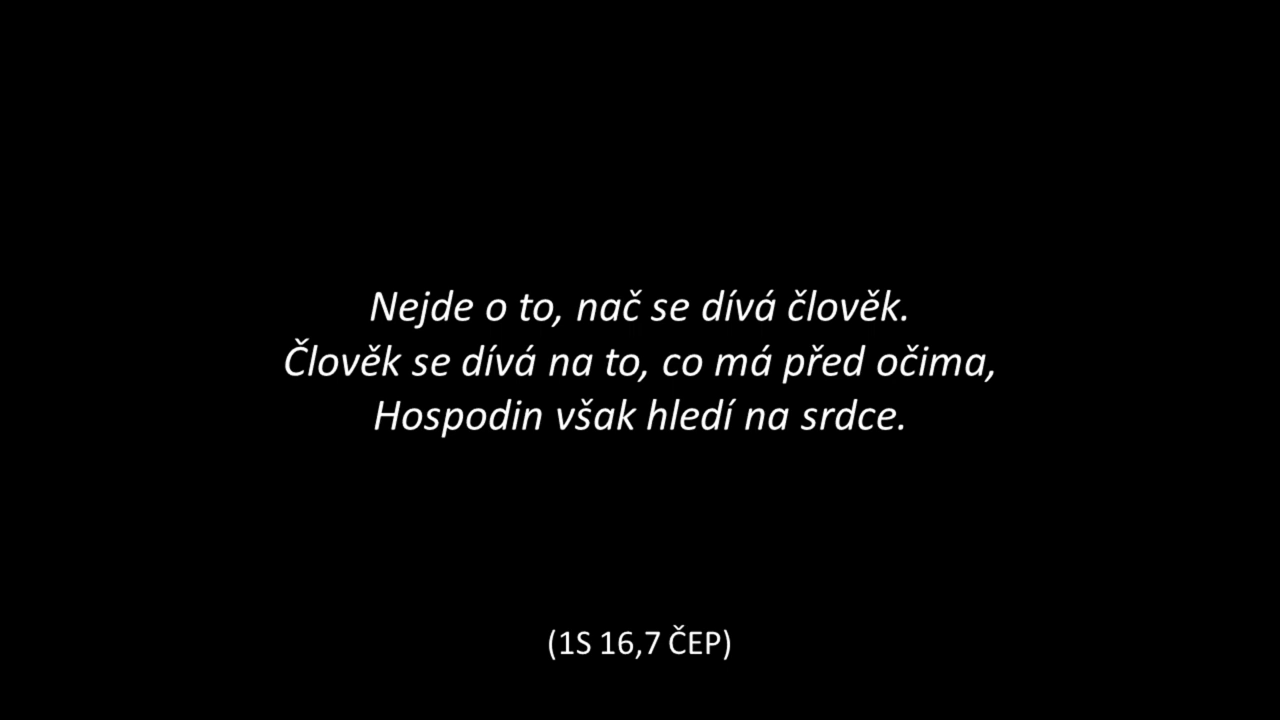 Nejde o to, nač se dívá člověk.
Člověk se dívá na to, co má před očima,
Hospodin však hledí na srdce.
(1S 16,7 ČEP)